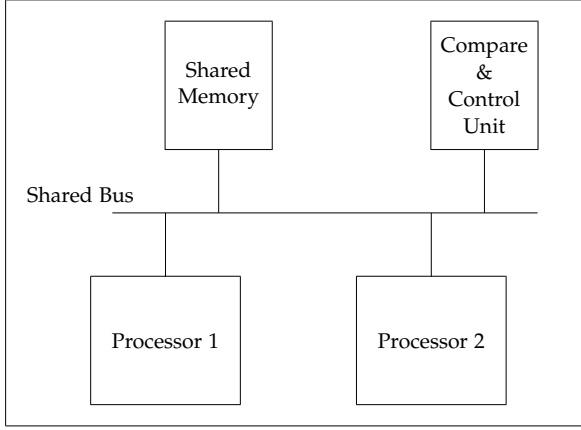 Shared
Memory
Compare
&
Control
Unit
Shared Bus
Processor 1
Processor 2